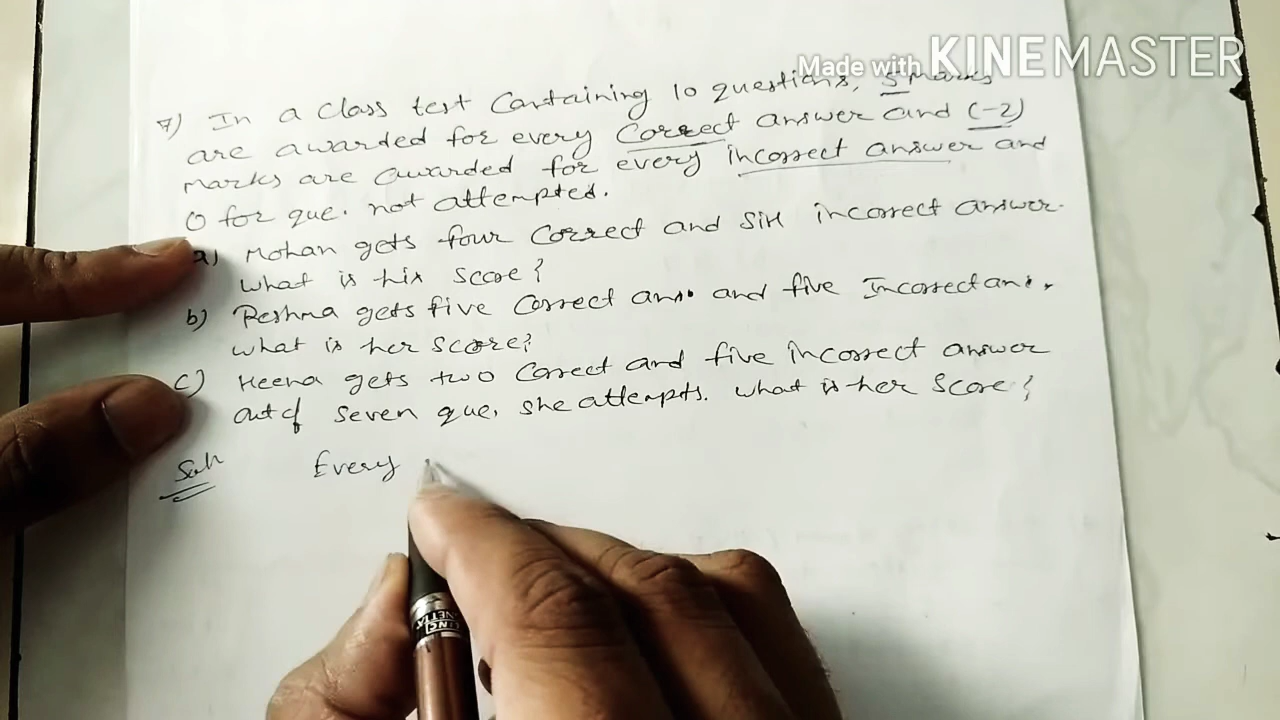 Made with KINEMASTER
7) In a class test Containing 10 questions, 5 marks
are awarded for every Correct answer and (-2)
marks are awarded for every incorrect answer and
0 for que. not attempted.
a) Mohan gets four Correct and six incorrect answer.
What is his score?
b) Reshma gets five Correct ans. and five Incorrect ans.
What is her score?
c) Heena gets two Correct and five incorrect answer
out of seven que. she attempts. What is her Score?
Soln Every